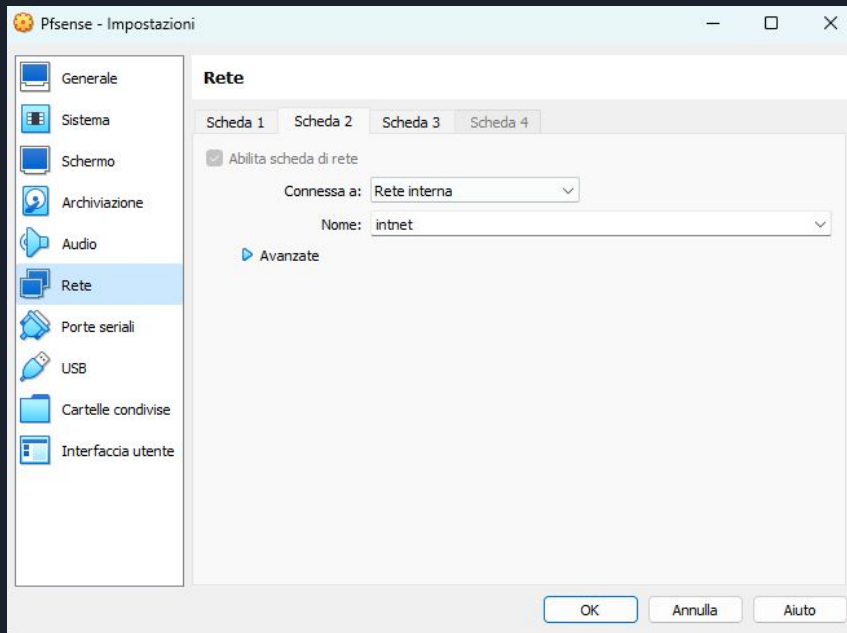 Pfsense - Impostazioni
Generale
Sistema
Schermo
Archiviazione
Audio
Rete
Porte seriali
USB
Cartelle condivise
Interfaccia utente
Rete
Scheda 1 Scheda 2 Scheda 3 Scheda 4
Abilita scheda di rete
Connessa a: Rete interna
Nome: intnet
Avanzate
OK Annulla Aiuto